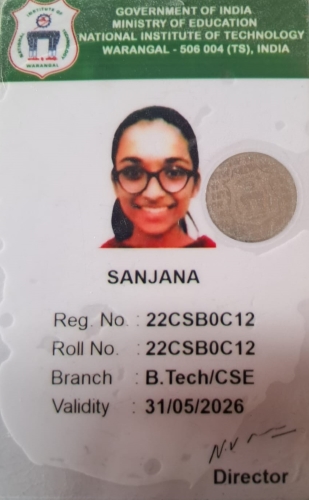 GOVERNMENT OF INDIA
MINISTRY OF EDUCATION
NATIONAL INSTITUTE OF TECHNOLOGY
WARANGAL - 506 004 (TS), INDIA
WARANGAL
SANJANA
Reg. No. : 22CSB0C12
Roll No. : 22CSB0C12
Branch : B.Tech/CSE
Validity : 31/05/2026
Director